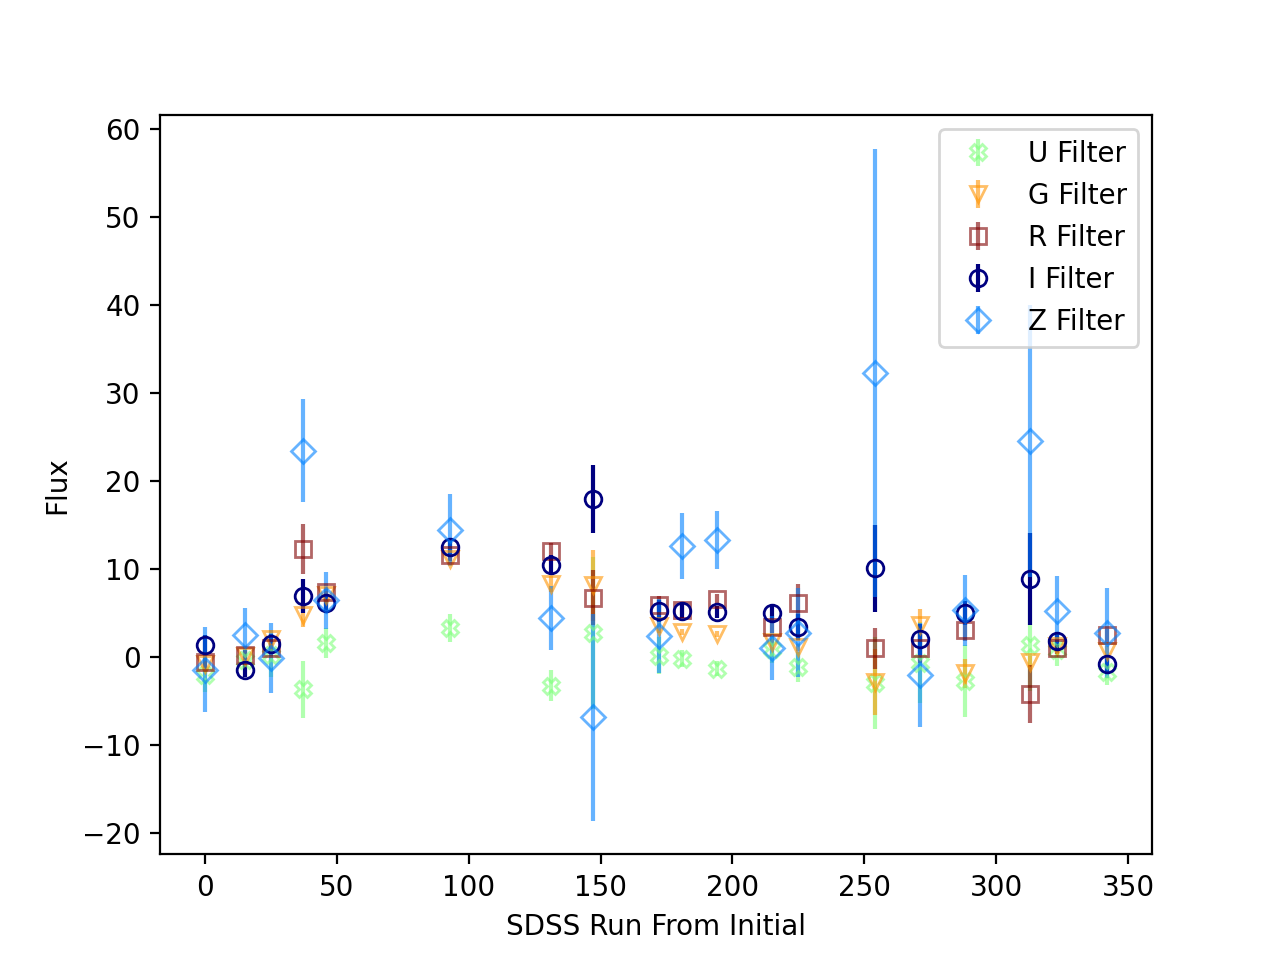 60
50
40
30
20
10
0
−10
−20
Flux
U Filter
G Filter
R Filter
I Filter
Z Filter
0 50 100 150 200 250 300 350
SDSS Run From Initial